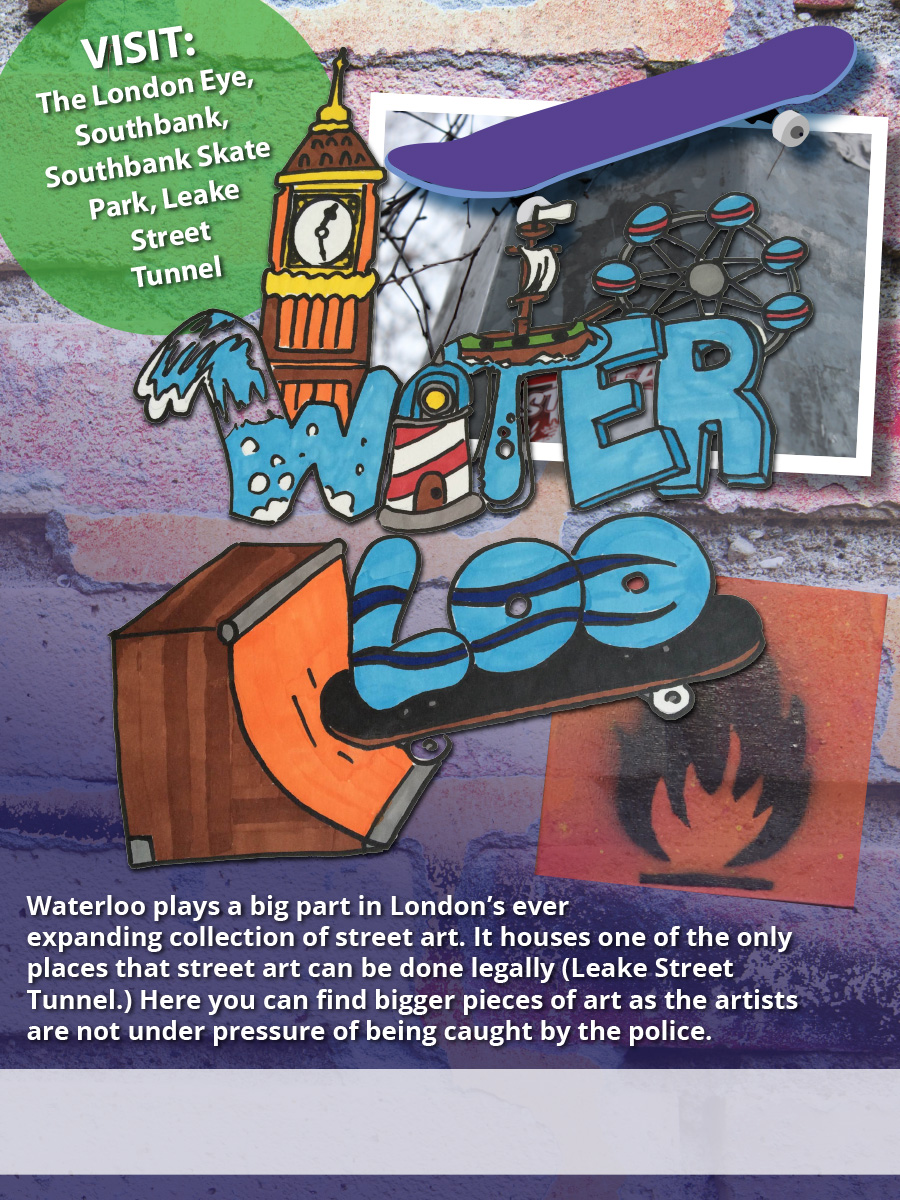 VISIT:
The London Eye,
Southbank,
Southbank Skate
Park, Leake
Street
Tunnel
WATER
LOO
Waterloo plays a big part in London’s ever
expanding collection of street art. It houses one of the only
places that street art can be done legally (Leake Street
Tunnel.) Here you can find bigger pieces of art as the artists
are not under pressure of being caught by the police.